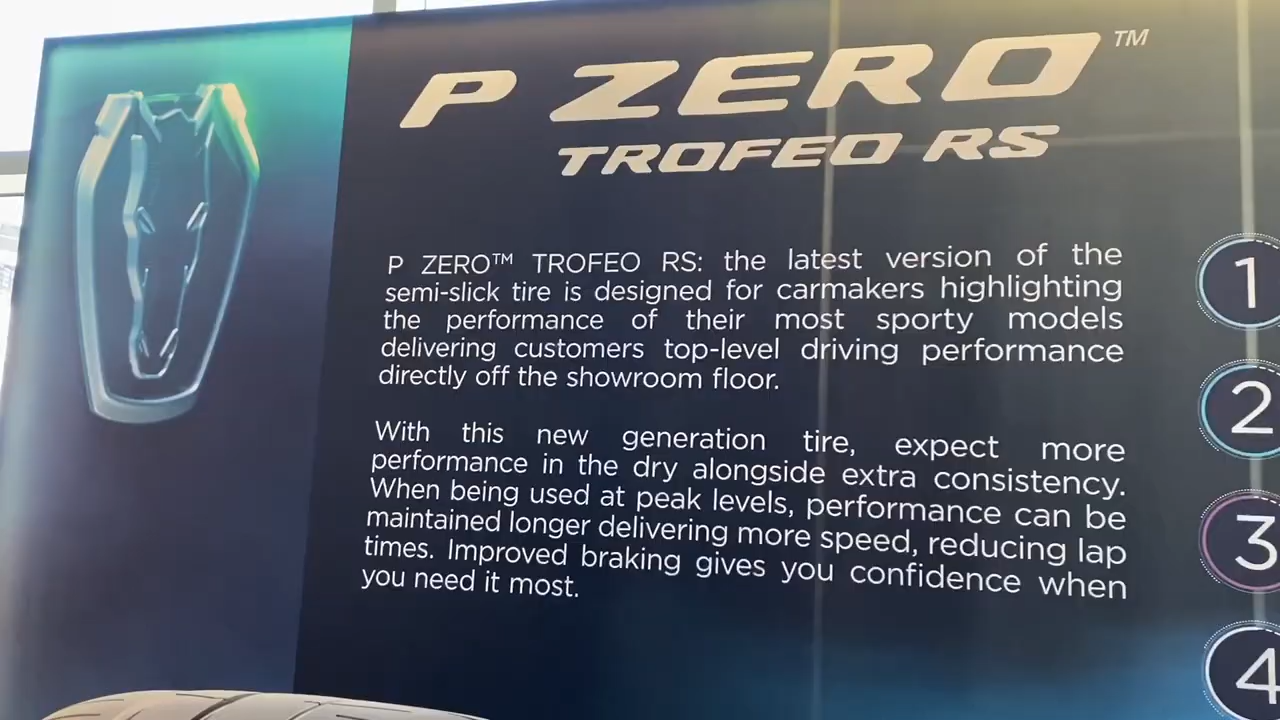 P ZERO™
TROFEO RS
P ZERO™ TROFEO RS: the latest version of the
semi-slick tire is designed for carmakers highlighting
the performance of their most sporty models
delivering customers top-level driving performance
directly off the showroom floor.
With this new generation tire, expect more
performance in the dry alongside extra consistency.
When being used at peak levels, performance can be
maintained longer delivering more speed, reducing lap
times. Improved braking gives you confidence when
you need it most.
1
2
3
4